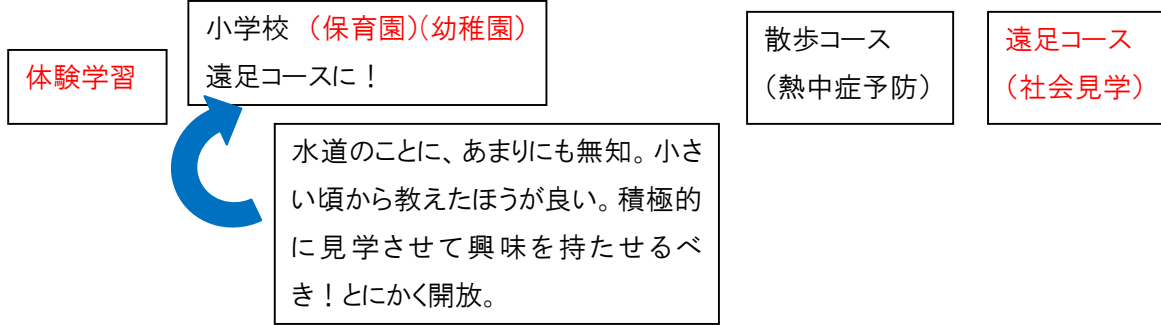 体験学習
小学校 （保育園）（幼稚園）
遠足コースに！
水道のことに、あまりにも無知。小さ
い頃から教えたほうが良い。積極的
に見学させて興味を持たせるべ
き！とにかく開放。
散歩コース
（熱中症予防）
遠足コース
（社会見学）